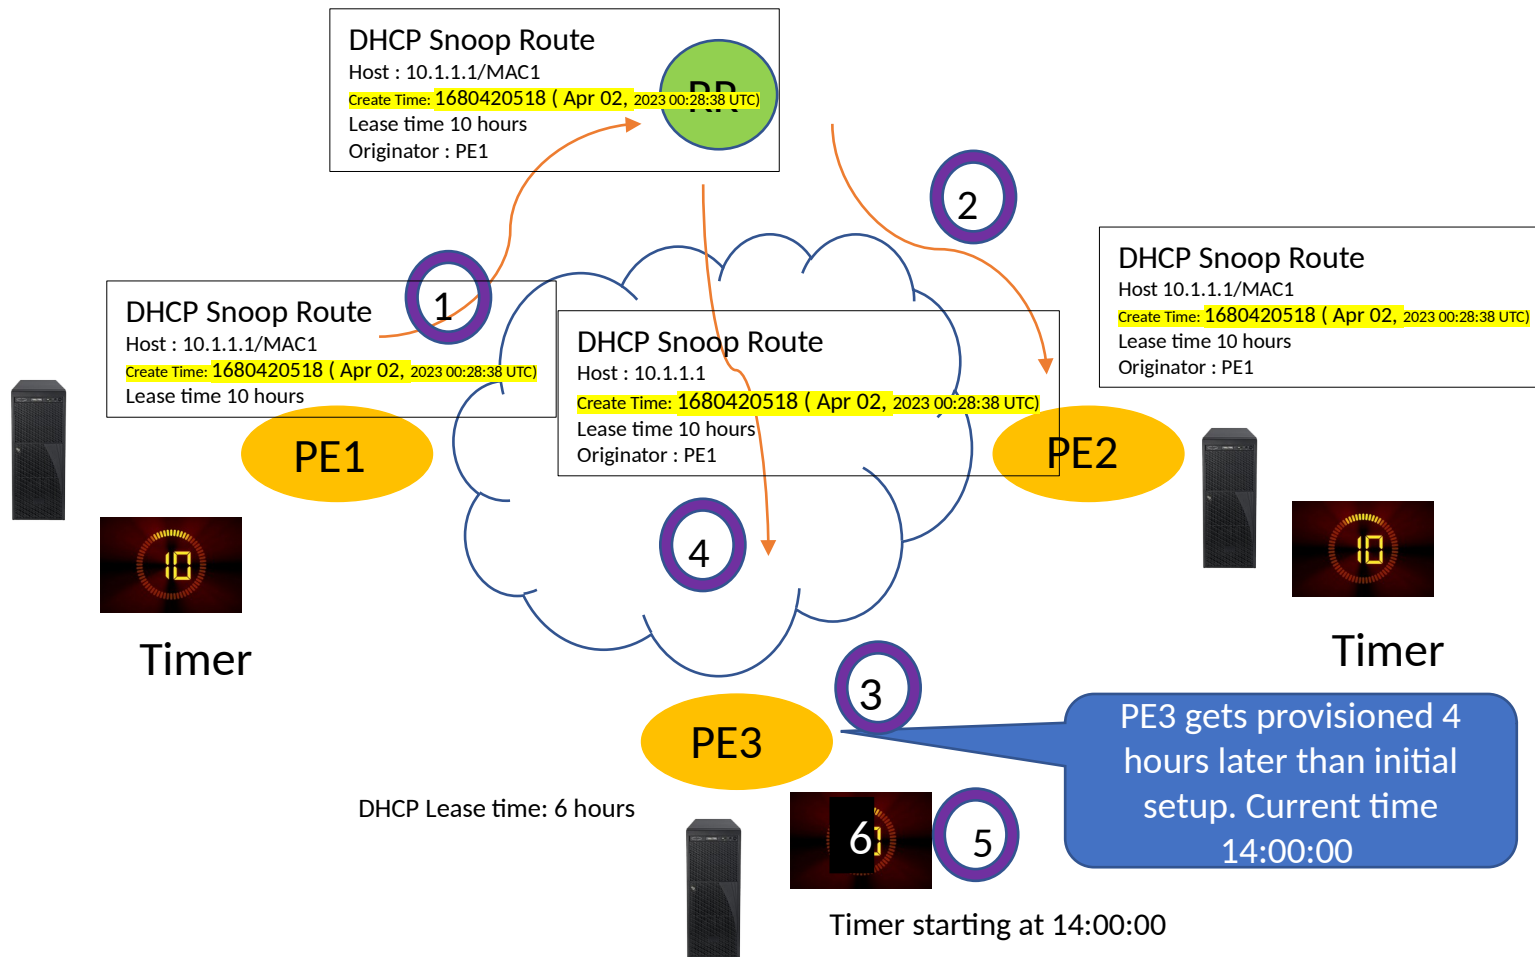 DHCP Snoop Route
Host : 10.1.1.1/MAC1
Create Time: 1680420518 ( Apr 02, 2023 00:28:38 UTC)
Lease time 10 hours
Originator : PE1
RR
2
1
DHCP Snoop Route
Host : 10.1.1.1/MAC1
Create Time: 1680420518 ( Apr 02, 2023 00:28:38 UTC)
Lease time 10 hours
DHCP Snoop Route
Host : 10.1.1.1
Create Time: 1680420518 ( Apr 02, 2023 00:28:38 UTC)
Lease time 10 hours
Originator : PE1
DHCP Snoop Route
Host 10.1.1.1/MAC1
Create Time: 1680420518 ( Apr 02, 2023 00:28:38 UTC)
Lease time 10 hours
Originator : PE1
PE1
PE2
10
4
10
Timer
Timer
3
PE3
PE3 gets provisioned 4
hours later than initial
setup. Current time
14:00:00
DHCP Lease time: 6 hours
6
5
Timer starting at 14:00:00